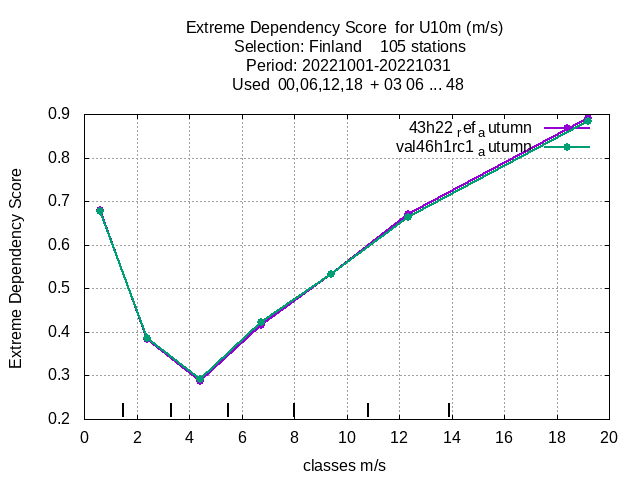 Extreme Dependency Score for U10m (m/s)
Selection: Finland 105 stations
Period: 20221001-20221031
Used 00,06,12,18 + 03 06 ... 48
43h22 ref a utumn
val46h1rc1 a utumn
Extreme Dependency Score
0.9
0.8
0.7
0.6
0.5
0.4
0.3
0.2
0 2 4 6 8 10 12 14 16 18 20
classes m/s